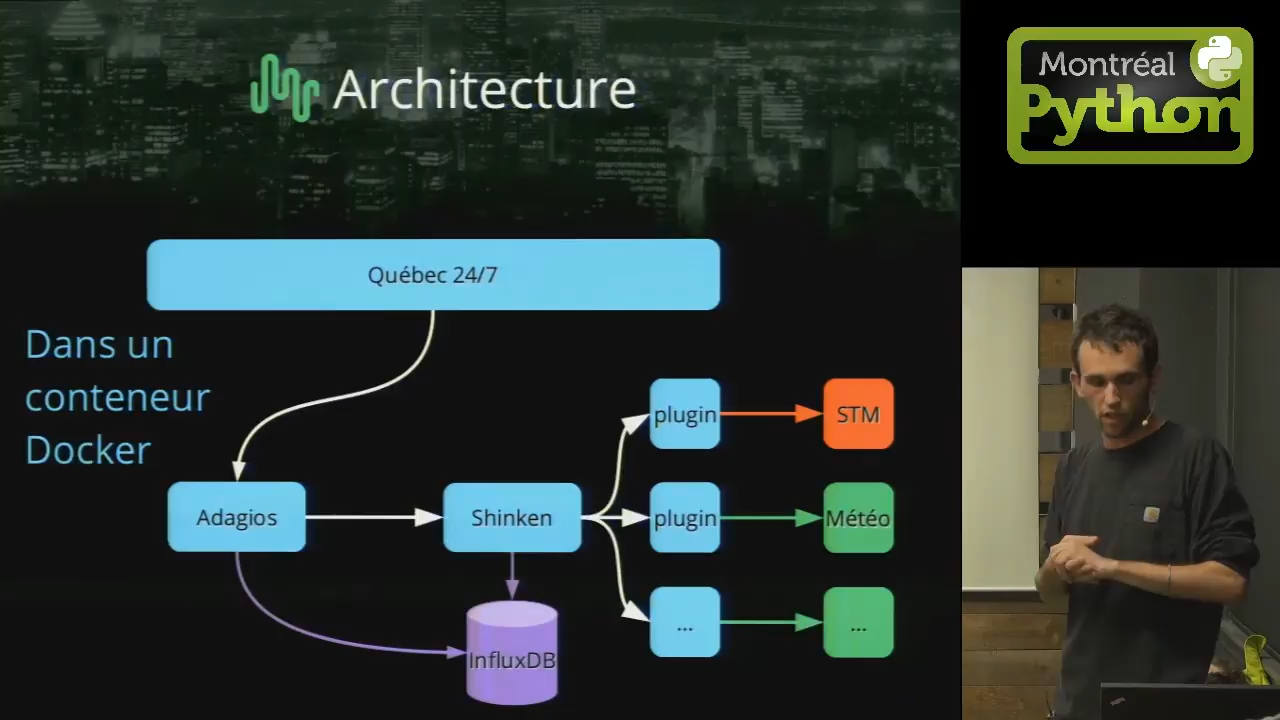 Architecture
Montréal
Python
Québec 24/7
Dans un
conteneur
Docker
plugin
STM
Adagios
Shinken
plugin
Météo
...
...
InfluxDB